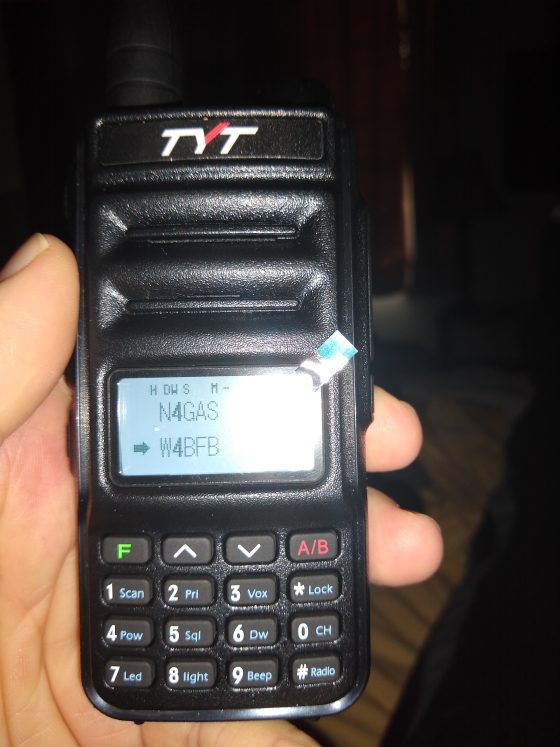 TYT
H DW S M -
N4GAS
➡ W4BFB
F A/B
1 Scan 2 Pri 3 Vox * Lock
4 Pow 5 Sql 6 Dw 0 CH
7 Led 8 light 9 Beep # Radio